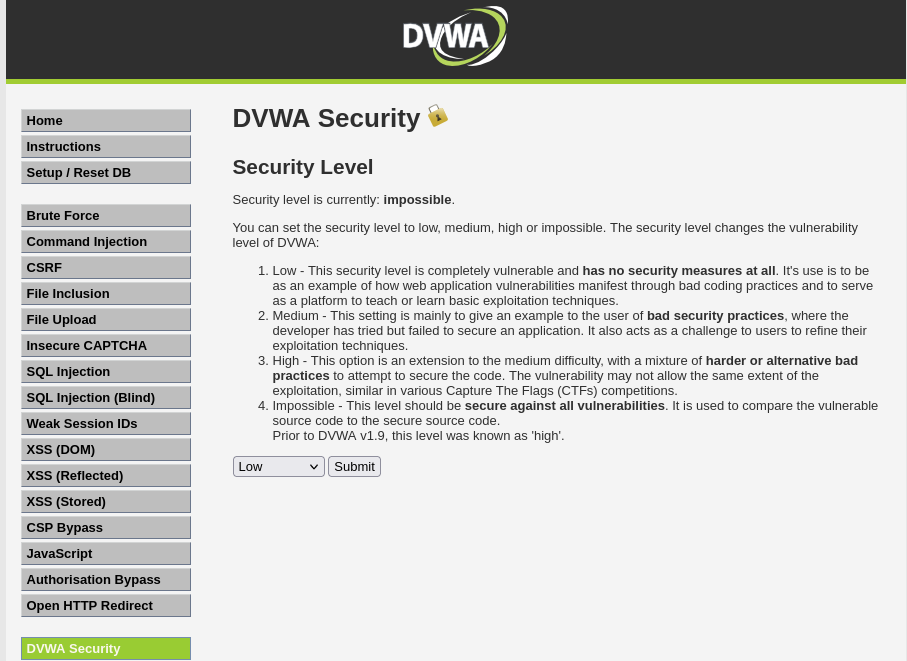 DVWA
Home
Instructions
Setup / Reset DB
Brute Force
Command Injection
CSRF
File Inclusion
File Upload
Insecure CAPTCHA
SQL Injection
SQL Injection (Blind)
Weak Session IDs
XSS (DOM)
XSS (Reflected)
XSS (Stored)
CSP Bypass
JavaScript
Authorisation Bypass
Open HTTP Redirect
DVWA Security
DVWA Security
Security Level
Security level is currently: impossible.
You can set the security level to low, medium, high or impossible. The security level changes the vulnerability
level of DVWA:
1. Low - This security level is completely vulnerable and has no security measures at all. It's use is to be
as an example of how web application vulnerabilities manifest through bad coding practices and to serve
as a platform to teach or learn basic exploitation techniques.
2. Medium - This setting is mainly to give an example to the user of bad security practices, where the
developer has tried but failed to secure an application. It also acts as a challenge to users to refine their
exploitation techniques.
3. High - This option is an extension to the medium difficulty, with a mixture of harder or alternative bad
practices to attempt to secure the code. The vulnerability may not allow the same extent of the
exploitation, similar in various Capture The Flags (CTFs) competitions.
4. Impossible - This level should be secure against all vulnerabilities. It is used to compare the vulnerable
source code to the secure source code.
Prior to DVWA v1.9, this level was known as 'high'.
Low Submit